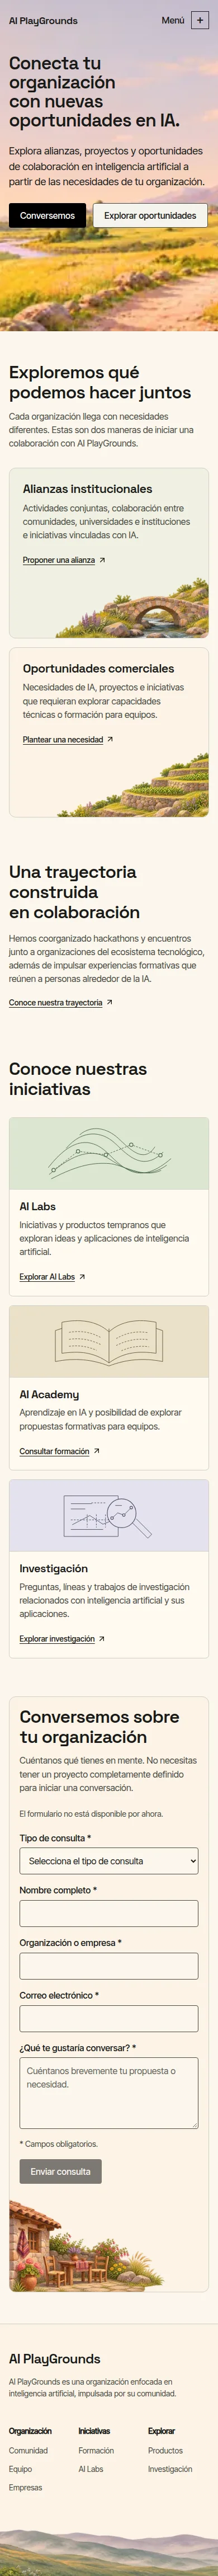 AI PlayGrounds
Menú +
Conecta tu
organización
con nuevas
oportunidades en IA.
Explora alianzas, proyectos y oportunidades
de colaboración en inteligencia artificial a
partir de las necesidades de tu organización.
Conversemos
Explorar oportunidades
Exploremos qué
podemos hacer juntos
Cada organización llega con necesidades
diferentes. Estas son dos maneras de iniciar una
colaboración con AI PlayGrounds.
Alianzas institucionales
Actividades conjuntas, colaboración entre
comunidades, universidades e instituciones
e iniciativas vinculadas con IA.
Proponer una alianza ↗
Oportunidades comerciales
Necesidades de IA, proyectos e iniciativas
que requieran explorar capacidades
técnicas o formación para equipos.
Plantear una necesidad ↗
Una trayectoria
construida
en colaboración
Hemos coorganizado hackathons y encuentros
junto a organizaciones del ecosistema tecnológico,
además de impulsar experiencias formativas que
reúnen a personas alrededor de la IA.
Conoce nuestra trayectoria ↗
Conoce nuestras
iniciativas
AI Labs
Iniciativas y productos tempranos que
exploran ideas y aplicaciones de inteligencia
artificial.
Explorar AI Labs ↗
AI Academy
Aprendizaje en IA y posibilidad de explorar
propuestas formativas para equipos.
Consultar formación ↗
Investigación
Preguntas, líneas y trabajos de investigación
relacionados con inteligencia artificial y sus
aplicaciones.
Explorar investigación ↗
Conversemos sobre
tu organización
Cuéntanos qué tienes en mente. No necesitas
tener un proyecto completamente definido
para iniciar una conversación.
El formulario no está disponible por ahora.
Tipo de consulta *
Selecciona el tipo de consulta
Nombre completo *
Organización o empresa *
Correo electrónico *
¿Qué te gustaría conversar? *
Cuéntanos brevemente tu propuesta o
necesidad.
* Campos obligatorios.
Enviar consulta
AI PlayGrounds
AI PlayGrounds es una organización enfocada en
inteligencia artificial, impulsada por su comunidad.
Organización
Comunidad
Equipo
Empresas
Iniciativas
Formación
AI Labs
Explorar
Productos
Investigación